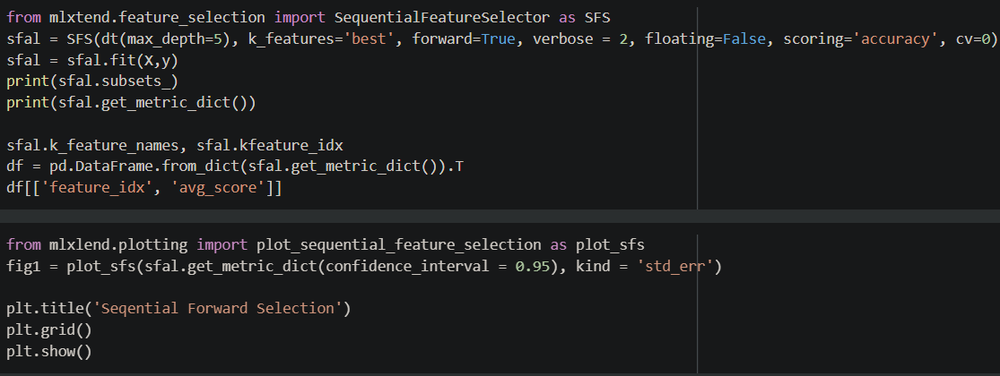 from mlxtend.feature_selection import SequentialFeatureSelector as SFS
sfal = SFS(dt(max_depth=5), k_features='best', forward=True, verbose = 2, floating=False, scoring='accuracy', cv=0)
sfal = sfal.fit(X,y)
print(sfal.subsets_)
print(sfal.get_metric_dict())
sfal.k_feature_names, sfal.kfeature_idx
df = pd.DataFrame.from_dict(sfal.get_metric_dict()).T
df[['feature_idx', 'avg_score']]
from mlxlend.plotting import plot_sequential_feature_selection as plot_sfs
fig1 = plot_sfs(sfal.get_metric_dict(confidence_interval = 0.95), kind = 'std_err')
plt.title('Seqential Forward Selection')
plt.grid()
plt.show()